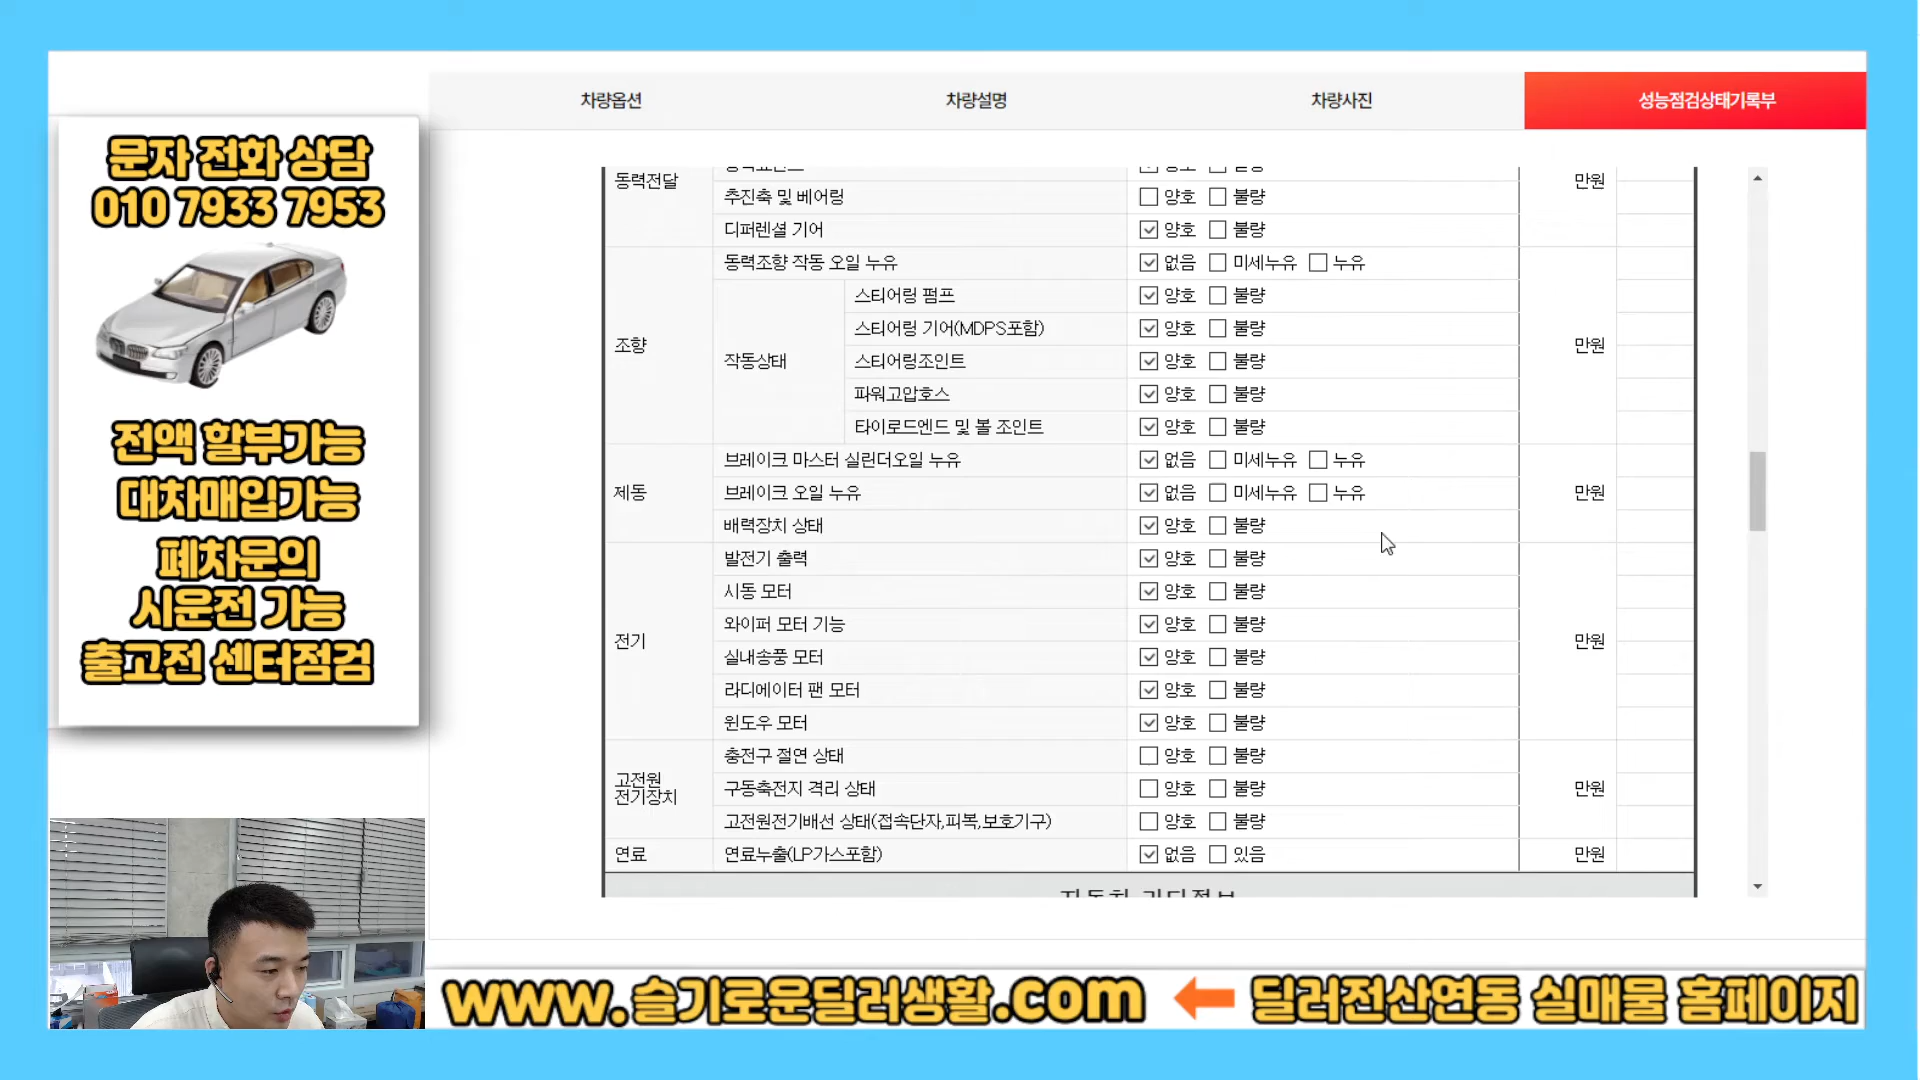 차량옵션 차량설명 차량사진 성능점검상태기록부
문자 전화 상담
010 7933 7953
전액 할부가능
대차매입가능
폐차문의
시운전 가능
출고전 센터점검
동력전달 만원
추진축 및 베어링 양호 불량
디퍼렌셜 기어 양호 불량
동력조향 작동 오일 누유 없음 미세누유 누유
스티어링 펌프 양호 불량
스티어링 기어(MDPS포함) 양호 불량
조향 만원
작동상태 스티어링조인트 양호 불량
파워고압호스 양호 불량
타이로드엔드 및 볼 조인트 양호 불량
브레이크 마스터 실린더오일 누유 없음 미세누유 누유
제동 브레이크 오일 누유 없음 미세누유 누유 만원
배력장치 상태 양호 불량
발전기 출력 양호 불량
시동 모터 양호 불량
와이퍼 모터 기능 양호 불량
전기 만원
실내송풍 모터 양호 불량
라디에이터 팬 모터 양호 불량
윈도우 모터 양호 불량
충전구 절연 상태 양호 불량
고전원
전기장치
구동축전지 격리 상태 양호 불량 만원
고전원전기배선 상태(접속단자,피복,보호기구) 양호 불량
연료 연료누출(LP가스포함) 없음 있음 만원
www.슬기로운딜러생활.com 딜러전산연동 실매물 홈페이지